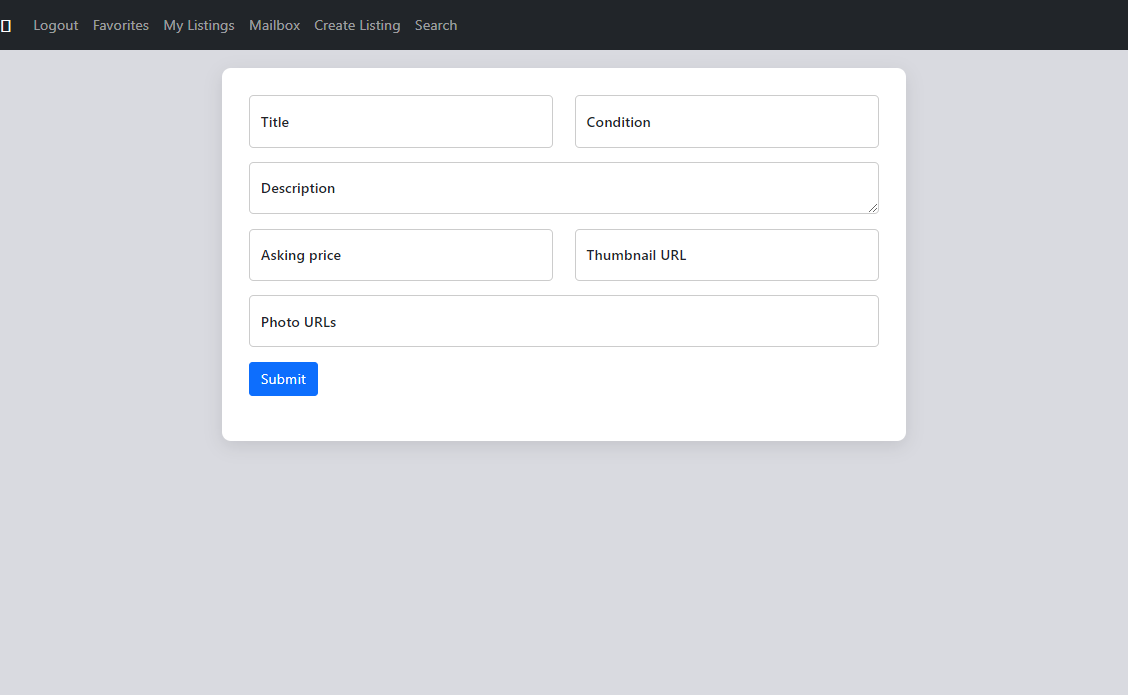 Logout Favorites My Listings Mailbox Create Listing Search
Title Condition
Description
Asking price Thumbnail URL
Photo URLs
Submit